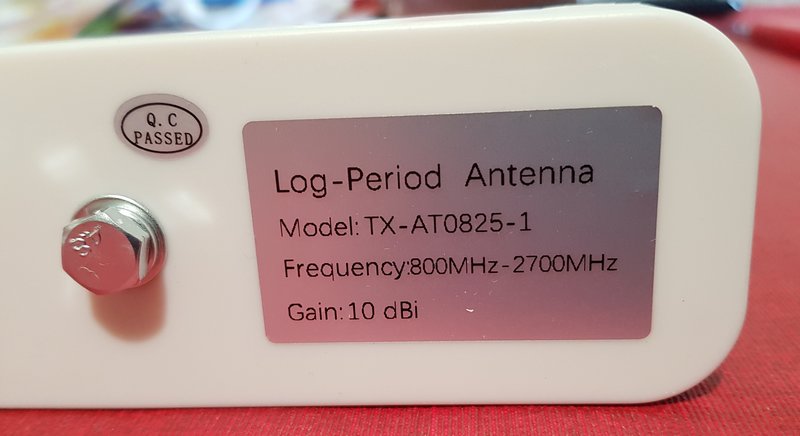 Q.C
PASSED
Log-Period Antenna
Model:TX-AT0825-1
Frequency:800MHz-2700MHz
Gain:10 dBi